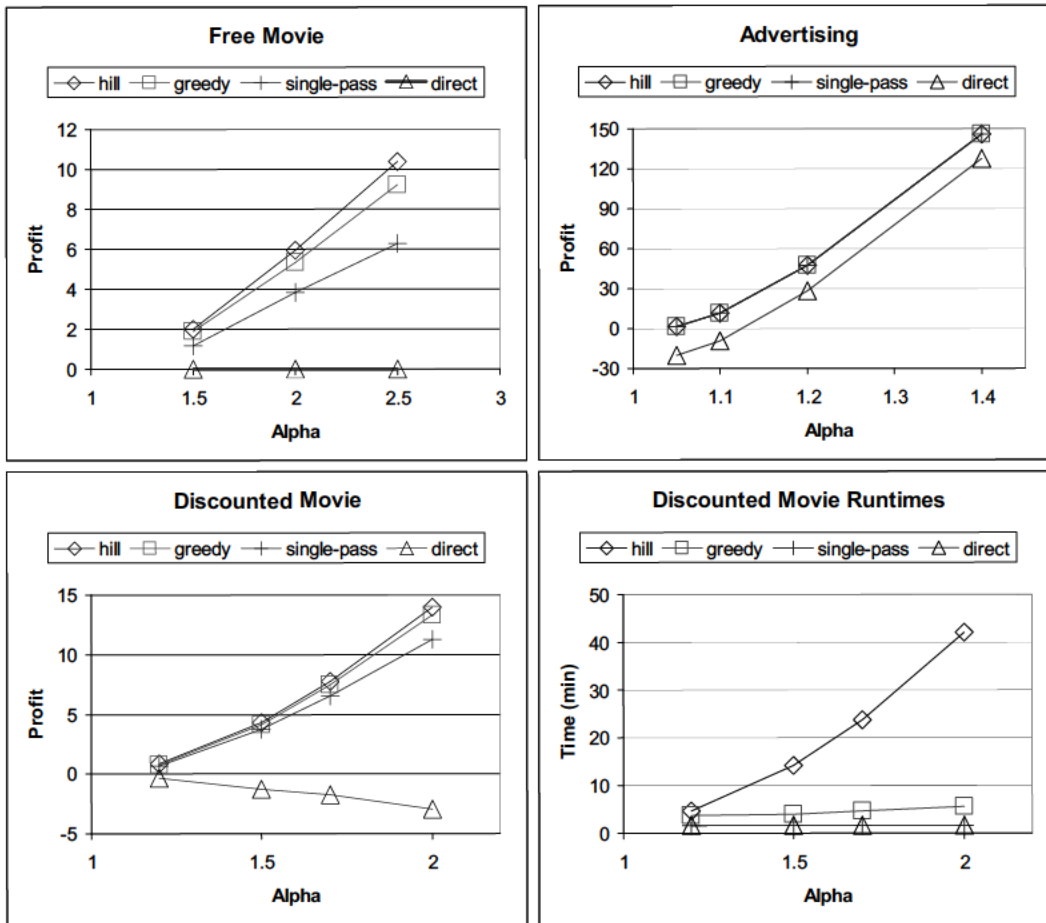 Free Movie
hill greedy single-pass direct
12
10
8
6
4
2
0
Profit
1 1.5 2 2.5 3
Alpha
Advertising
hill greedy single-pass direct
150
120
90
60
30
0
-30
Profit
1 1.1 1.2 1.3 1.4
Alpha
Discounted Movie
hill greedy single-pass direct
15
10
5
0
-5
Profit
1 1.5 2
Alpha
Discounted Movie Runtimes
hill greedy single-pass direct
50
40
30
20
10
0
Time (min)
1 1.5 2
Alpha